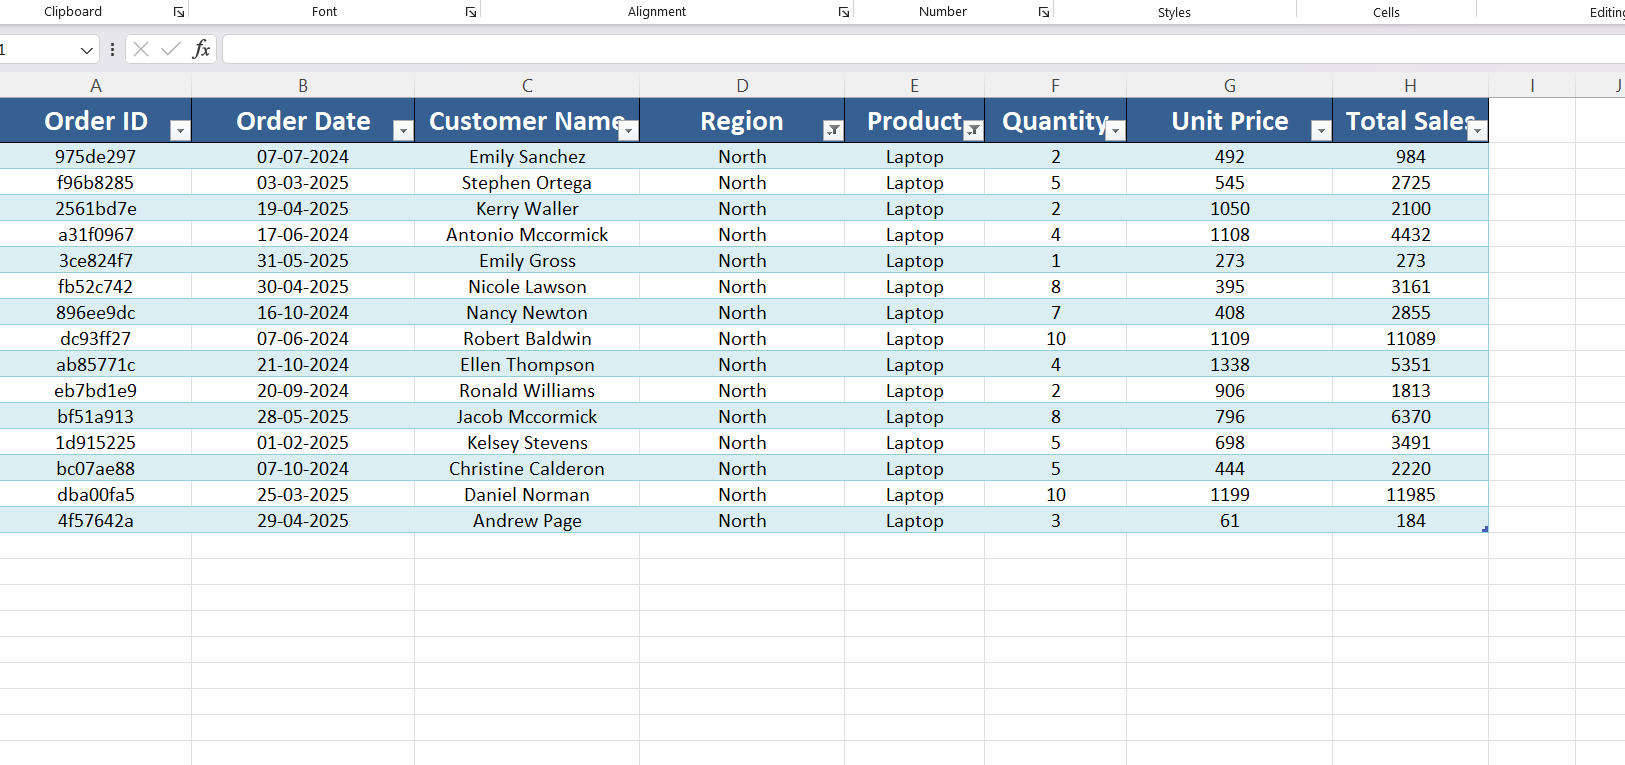 Clipboard Font Alignment Number Styles Cells
1 fx
A B C D E F G H I J
Order ID Order Date Customer Name Region Product Quantity Unit Price Total Sales
975de297 07-07-2024 Emily Sanchez North Laptop 2 492 984
f96b8285 03-03-2025 Stephen Ortega North Laptop 5 545 2725
2561bd7e 19-04-2025 Kerry Waller North Laptop 2 1050 2100
a31f0967 17-06-2024 Antonio Mccormick North Laptop 4 1108 4432
3ce824f7 31-05-2025 Emily Gross North Laptop 1 273 273
fb52c742 30-04-2025 Nicole Lawson North Laptop 8 395 3161
896ee9dc 16-10-2024 Nancy Newton North Laptop 7 408 2855
dc93ff27 07-06-2024 Robert Baldwin North Laptop 10 1109 11089
ab85771c 21-10-2024 Ellen Thompson North Laptop 4 1338 5351
eb7bd1e9 20-09-2024 Ronald Williams North Laptop 2 906 1813
bf51a913 28-05-2025 Jacob Mccormick North Laptop 8 796 6370
1d915225 01-02-2025 Kelsey Stevens North Laptop 5 698 3491
bc07ae88 07-10-2024 Christine Calderon North Laptop 5 444 2220
dba00fa5 25-03-2025 Daniel Norman North Laptop 10 1199 11985
4f57642a 29-04-2025 Andrew Page North Laptop 3 61 184